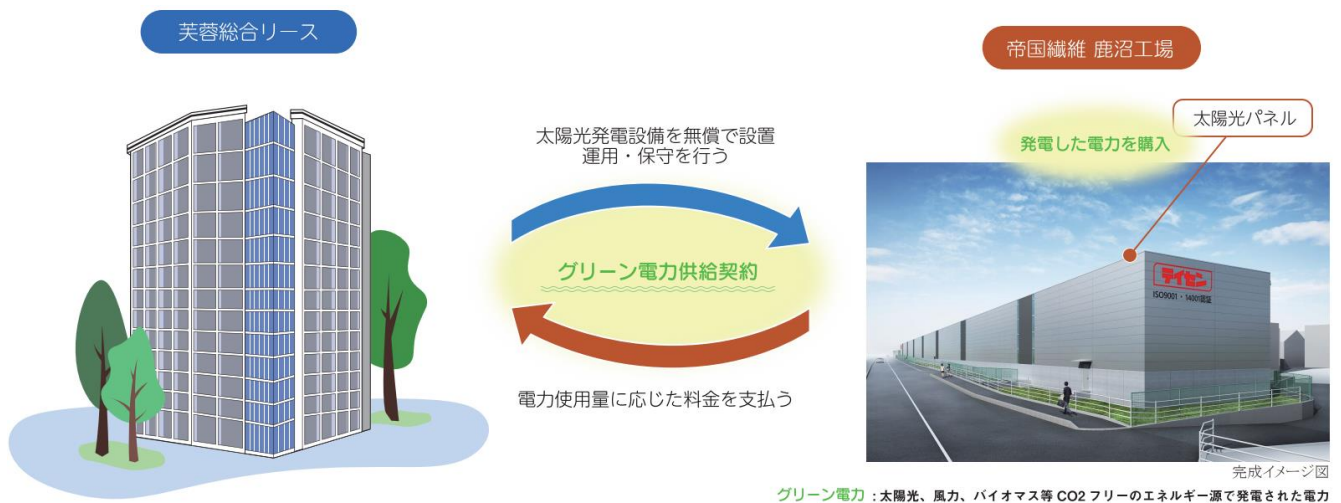 芙蓉総合リース
帝国繊維 鹿沼工場
太陽光パネル
太陽光発電設備を無償で設置
運用・保守を行う
発電した電力を購入
グリーン電力供給契約
テイセン
ISO9001・14001認証
電力使用量に応じた料金を支払う
完成イメージ図
グリーン電力：太陽光、風力、バイオマス等 CO2 フリーのエネルギー源で発電された電力